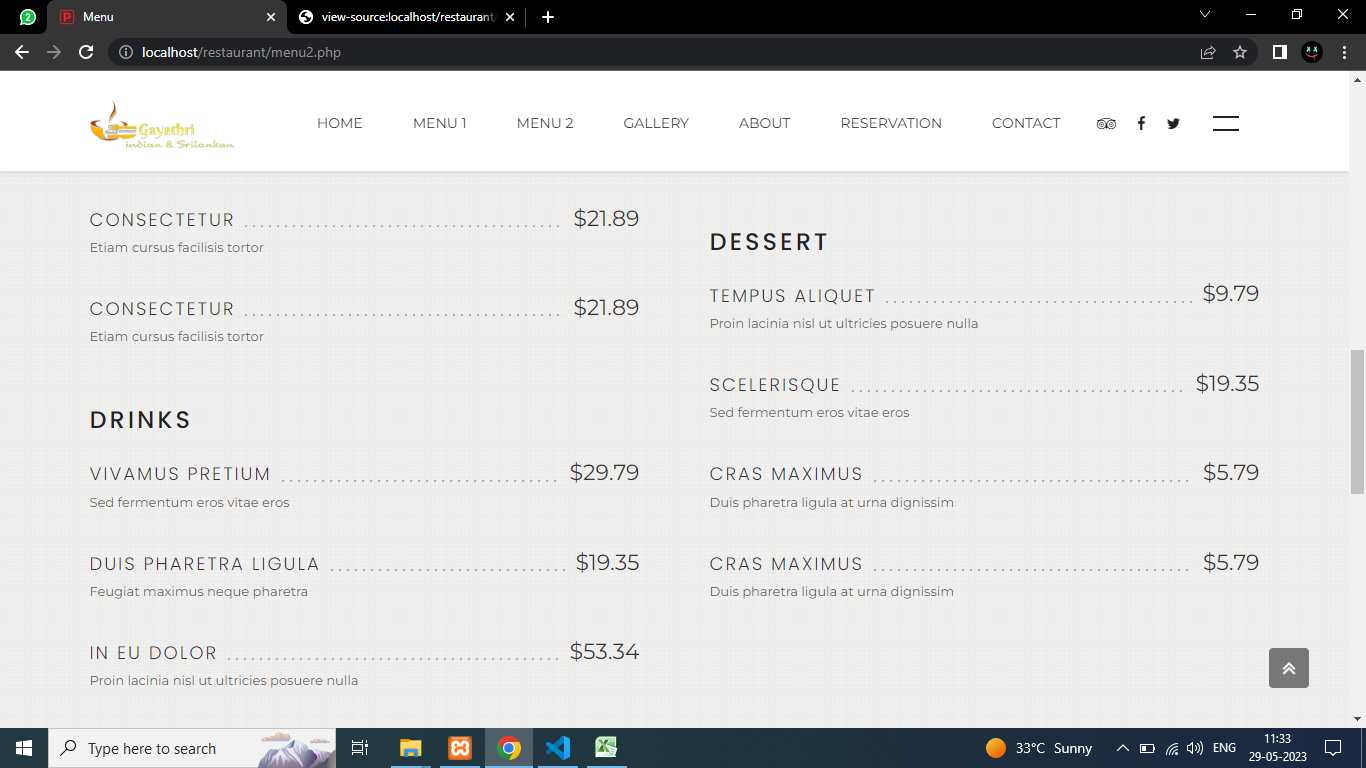 2
Menu
view-source:localhost/restaurant
localhost/restaurant/menu2.php
Gayathri
indian & Srilankan
HOME
MENU 1
MENU 2
GALLERY
ABOUT
RESERVATION
CONTACT
CONSECTETUR $21.89
Etiam cursus facilisis tortor
CONSECTETUR $21.89
Etiam cursus facilisis tortor
DRINKS
VIVAMUS PRETIUM $29.79
Sed fermentum eros vitae eros
DUIS PHARETRA LIGULA $19.35
Feugiat maximus neque pharetra
IN EU DOLOR $53.34
Proin lacinia nisl ut ultricies posuere nulla
DESSERT
TEMPUS ALIQUET $9.79
Proin lacinia nisl ut ultricies posuere nulla
SCELERISQUE $19.35
Sed fermentum eros vitae eros
CRAS MAXIMUS $5.79
Duis pharetra ligula at urna dignissim
CRAS MAXIMUS $5.79
Duis pharetra ligula at urna dignissim
Type here to search
33°C Sunny
ENG
11:33
29-05-2023